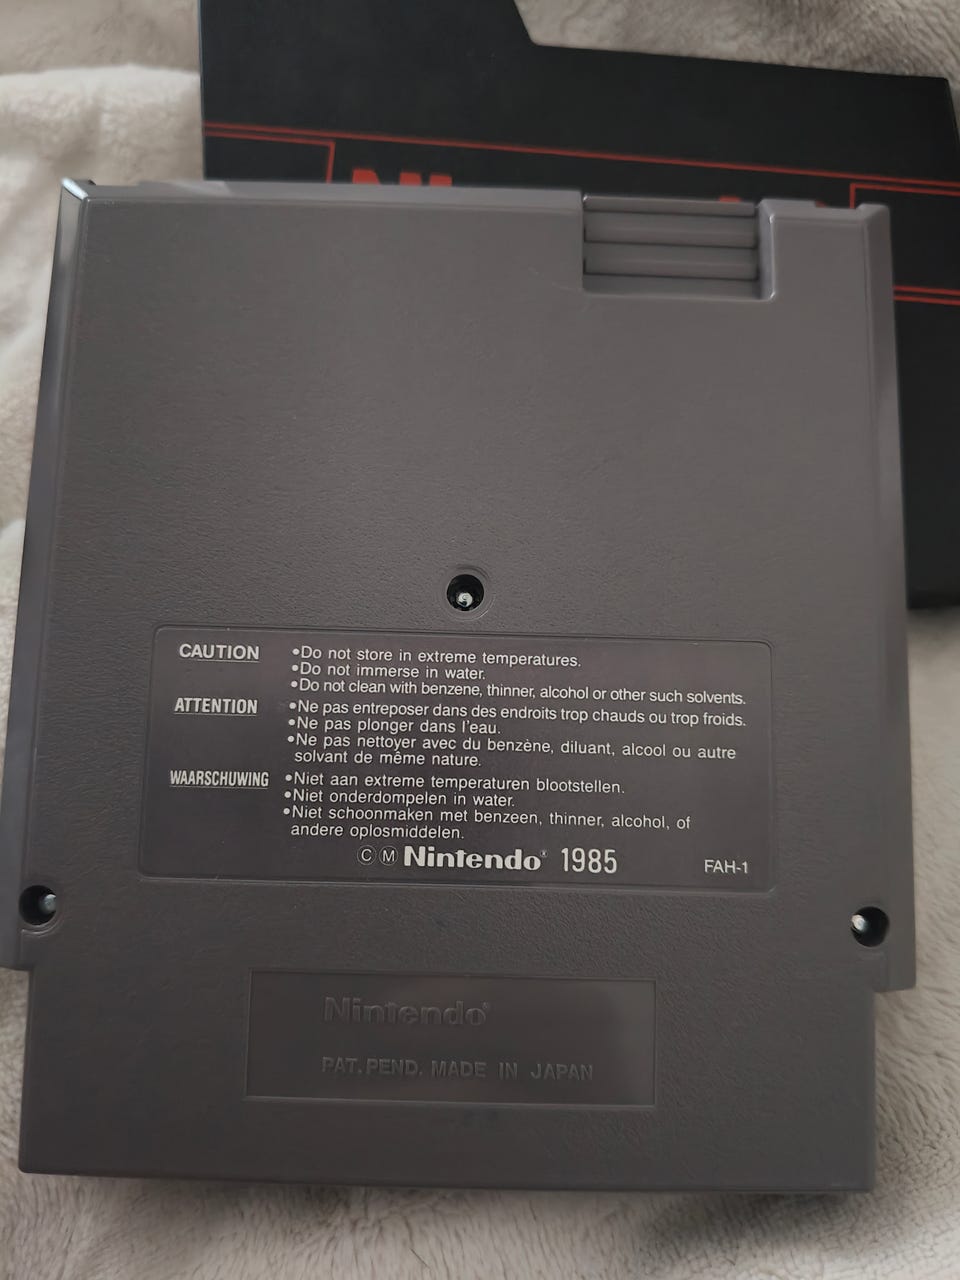 CAUTION •Do not store in extreme temperatures.
•Do not immerse in water.
•Do not clean with benzene, thinner, alcohol or other such solvents.
ATTENTION •Ne pas entreposer dans des endroits trop chauds ou trop froids.
•Ne pas plonger dans l'eau.
•Ne pas nettoyer avec du benzène, diluant, alcool ou autre
solvant de même nature.
WAARSCHUWING •Niet aan extreme temperaturen blootstellen.
•Niet onderdompelen in water.
•Niet schoonmaken met benzeen, thinner, alcohol, of
andere oplosmiddelen.
Ⓒ Ⓜ Nintendo® 1985 FAH-1
Nintendo®
PAT. PEND. MADE IN JAPAN